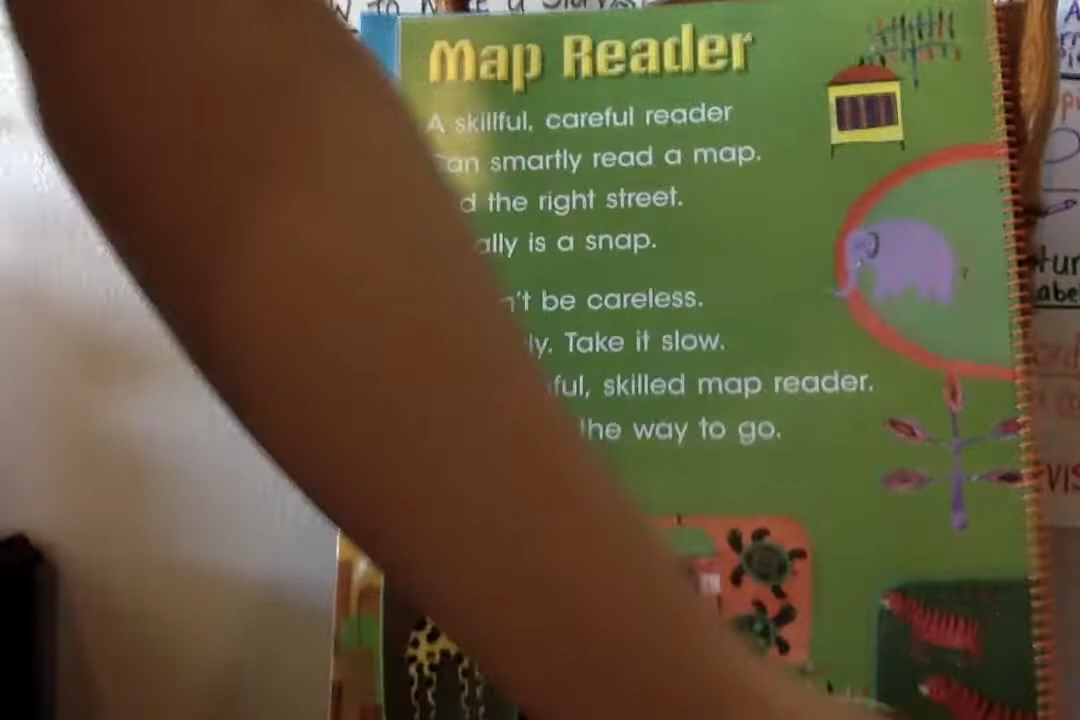 Map Reader
A skillful, careful reader
an smartly read a map.
d the right street.
ally is a snap.
n't be careless.
ly. Take it slow.
ful, skilled map reader.
the way to go.